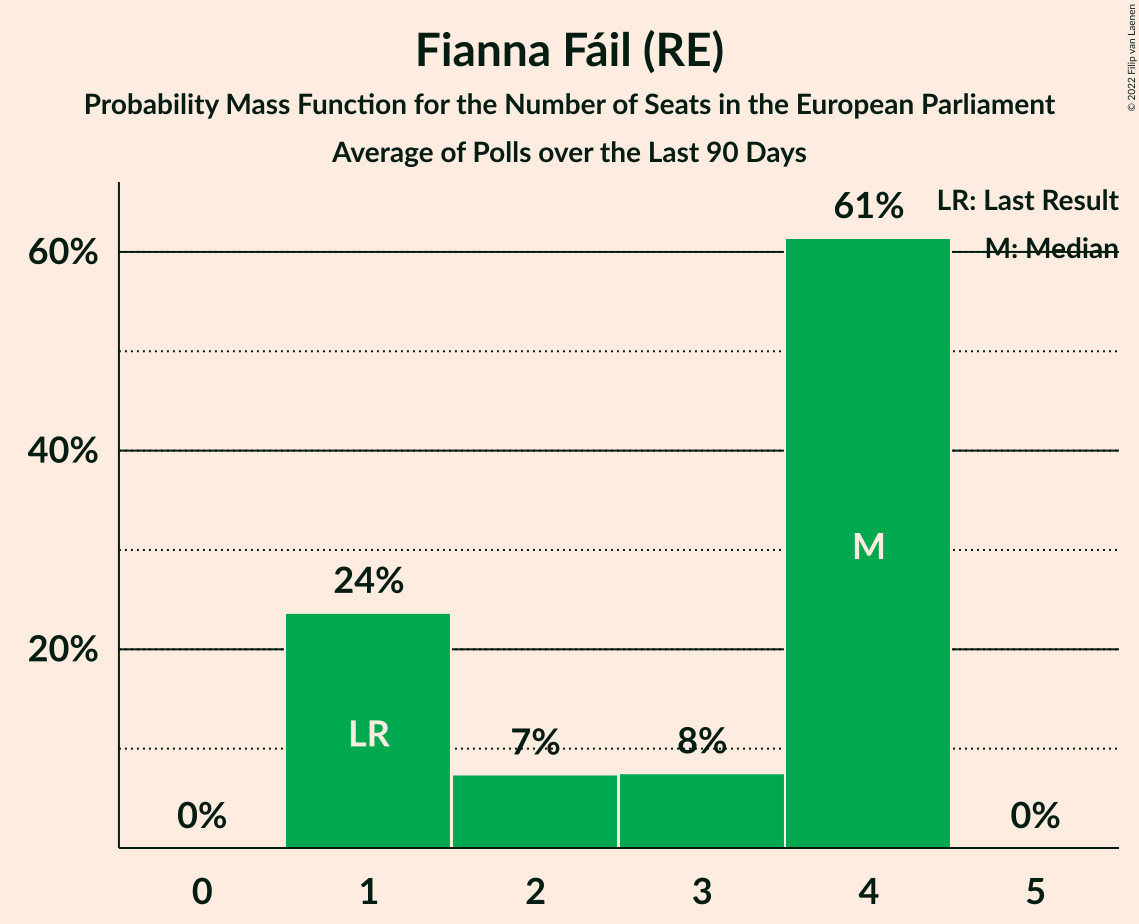 Fianna Fáil (RE)
Probability Mass Function for the Number of Seats in the European Parliament
Average of Polls over the Last 90 Days
© 2022 Filip van Laenen
LR: Last Result
M: Median
60%
40%
20%
0%
24%
7%
8%
61%
0%
LR
M
0 1 2 3 4 5